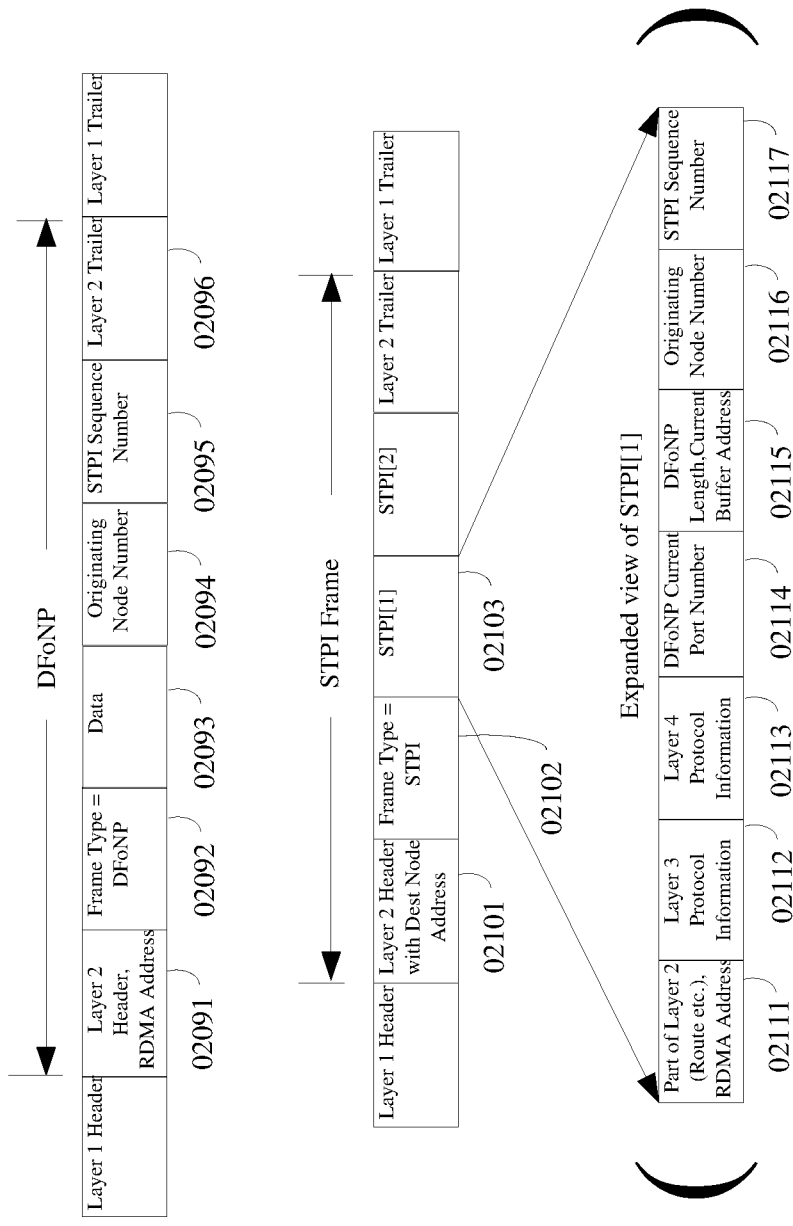 DFoNP
Layer 1 Header
Layer 2
Header,
RDMA Address
Frame Type =
DFoNP
Data
Originating
Node Number
STPI Sequence
Number
Layer 2 Trailer
Layer 1 Trailer
02091
02092
02093
02094
02095
02096
STPI Frame
Layer 1 Header
Layer 2 Header
with Dest Node
Address
Frame Type =
STPI
STPI[1]
STPI[2]
Layer 2 Trailer
Layer 1 Trailer
02101
02102
02103
Expanded view of STPI[1]
Part of Layer 2
(Route etc.),
RDMA Address
Layer 3
Protocol
Information
Layer 4
Protocol
Information
DFoNP Current
Port Number
DFoNP
Length,Current
Buffer Address
Originating
Node Number
STPI Sequence
Number
02111
02112
02113
02114
02115
02116
02117